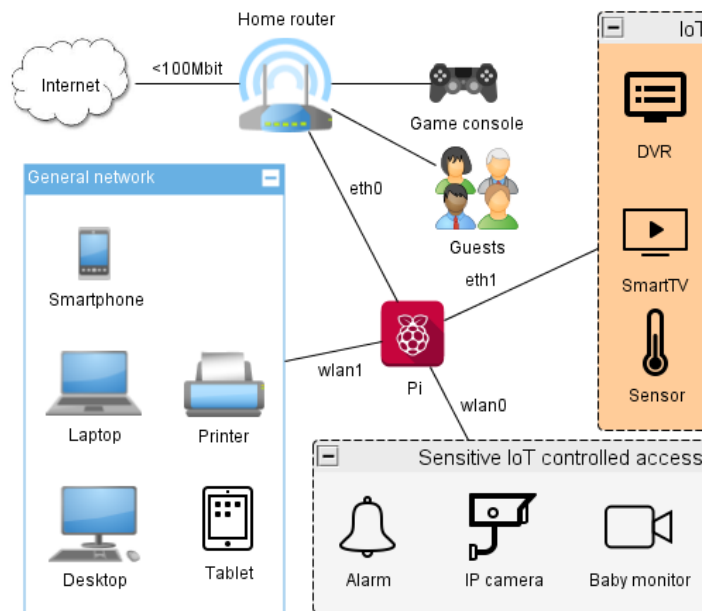 Home router
IoT
Internet
<100Mbit
Game console
DVR
General network
eth0
Guests
eth1
SmartTV
Smartphone
Pi
wlan1
wlan0
Sensor
Laptop
Printer
Sensitive IoT controlled access
Desktop
Tablet
Alarm
IP camera
Baby monitor